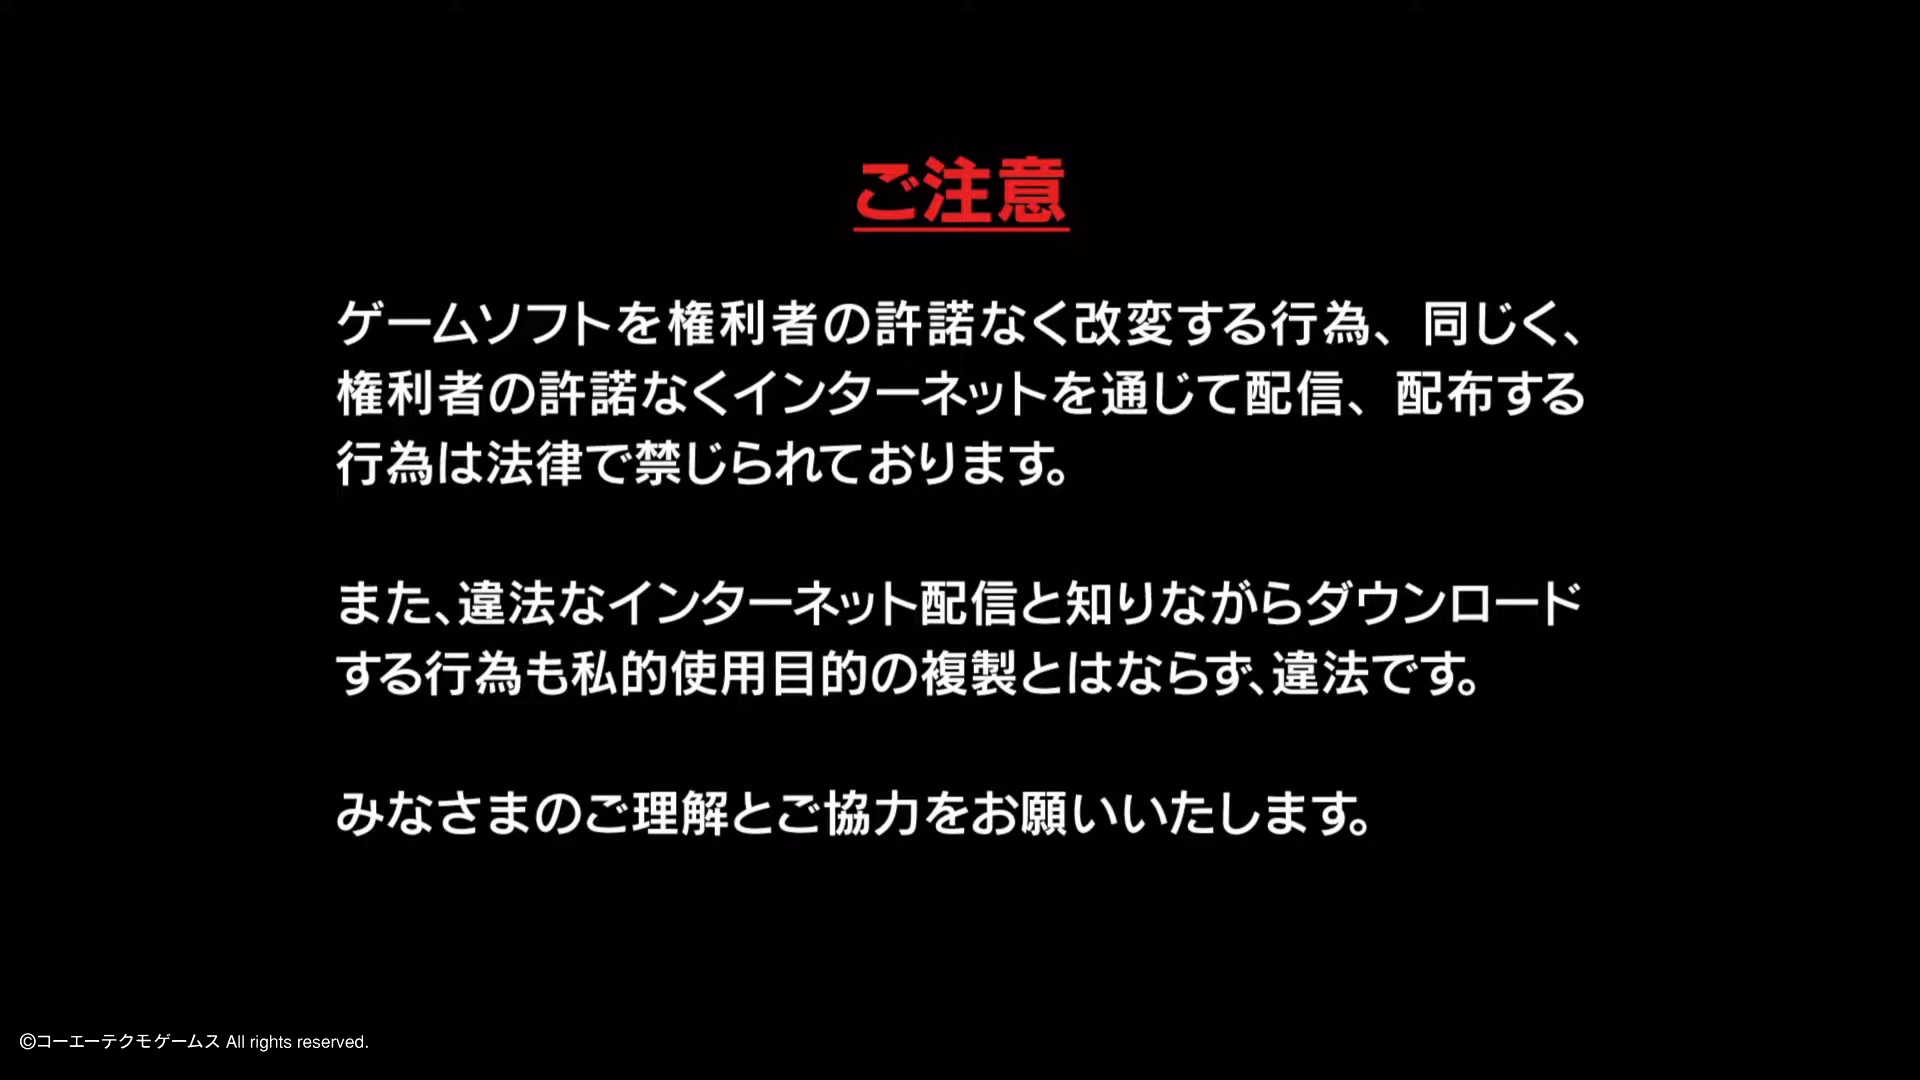 ご注意
ゲームソフトを権利者の許諾なく改変する行為、同じく、
権利者の許諾なくインターネットを通じて配信、配布する
行為は法律で禁じられております。
また、違法なインターネット配信と知りながらダウンロード
する行為も私的使用目的の複製とはならず、違法です。
みなさまのご理解とご協力をお願いいたします。
©コーエーテクモゲームス All rights reserved.